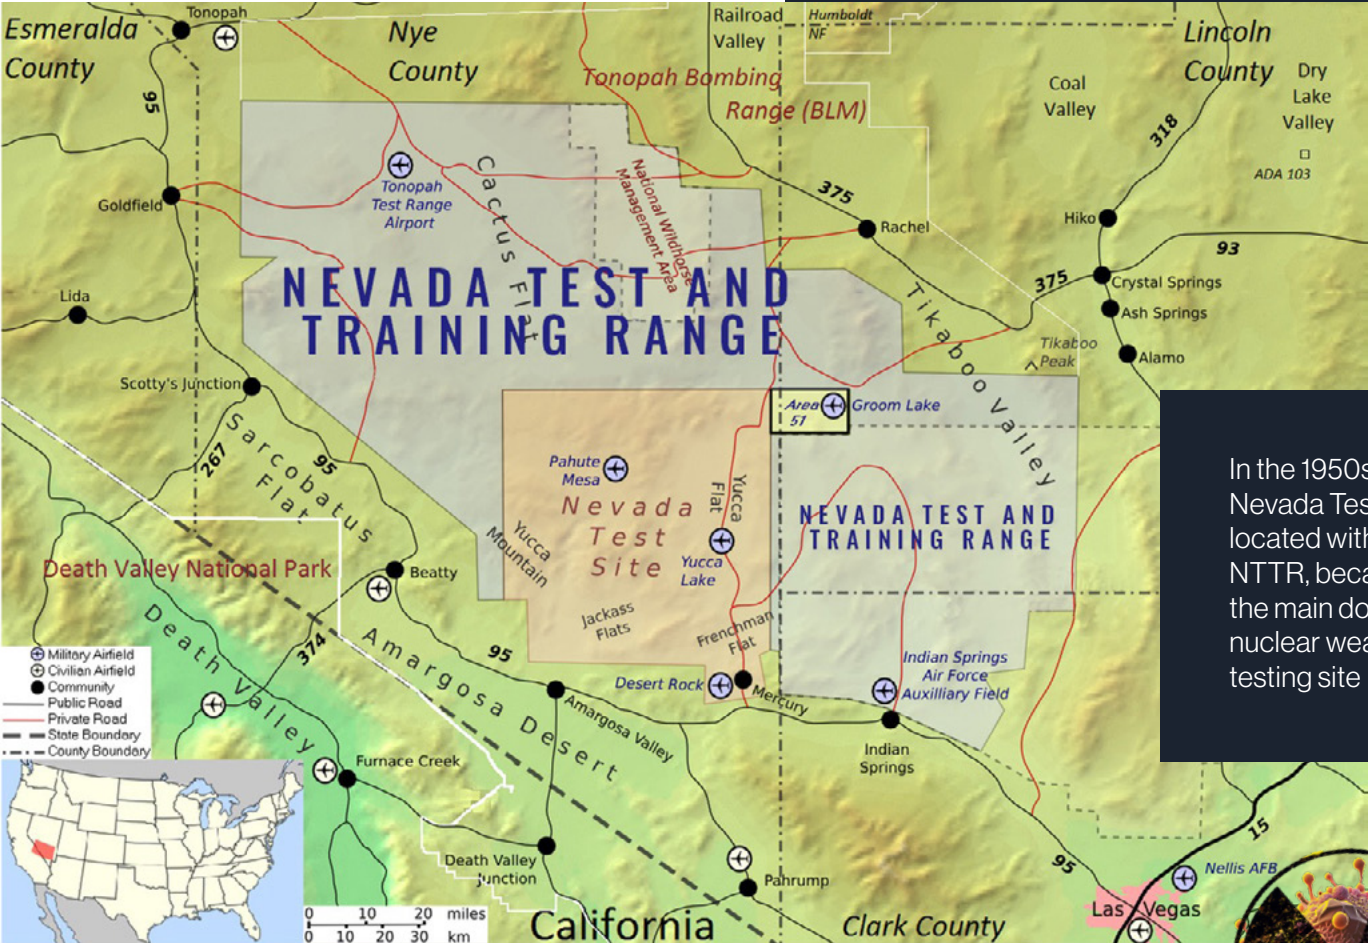 Esmeralda
County
Tonopah
Nye
County
Railroad
Valley
Humboldt
NF
Lincoln
County
Tonopah Bombing
Range (BLM)
Coal
Valley
Dry
Lake
Valley
ADA 103
95
318
Tonopah
Test Range
Airport
Cactus Flat
National Wildhorse
Management Area
375
Goldfield
Rachel
Hiko
93
375
Crystal Springs
Ash Springs
Alamo
NEVADA TEST AND
TRAINING RANGE
Lida
Tikaboo Valley
Tikaboo
Peak
Scotty's Junction
Area
51
Groom Lake
Sarcobatus
Flat
267
95
Pahute
Mesa
Nevada
Test
Site
Yucca
Flat
Yucca
Lake
NEVADA TEST AND
TRAINING RANGE
Yucca
Mountain
Death Valley National Park
Beatty
Jackass
Flats
Frenchman
Flat
Death Valley
374
Amargosa Desert
95
Desert Rock
Mercury
Indian Springs
Air Force
Auxilliary Field
Amargosa Valley
Indian
Springs
Furnace Creek
Military Airfield
Civilian Airfield
Community
Public Road
Private Road
State Boundary
County Boundary
Death Valley
Junction
Pahrump
95
15
Nellis AFB
Las Vegas
California
Clark County
0 10 20 miles
0 10 20 30 km
In the 1950s
Nevada Tes
located with
NTTR, beca
the main do
nuclear wea
testing site